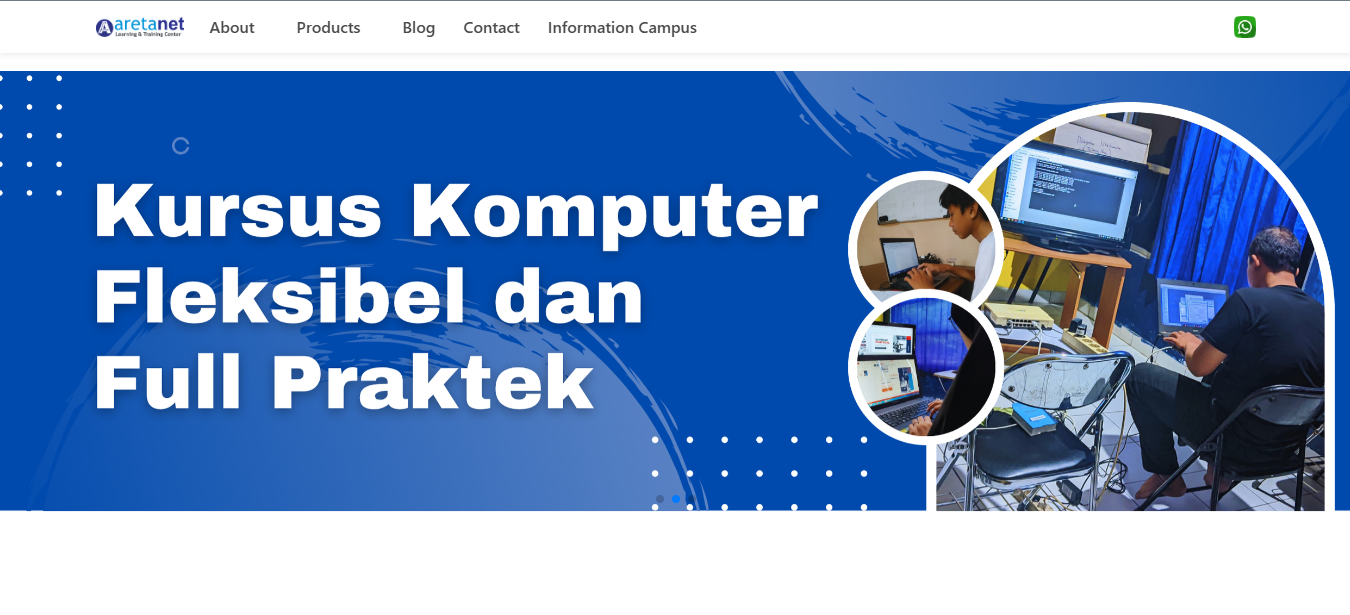 aretanet
Learning & Training Center
About
Products
Blog
Contact
Information Campus
Kursus Komputer
Fleksibel dan
Full Praktek